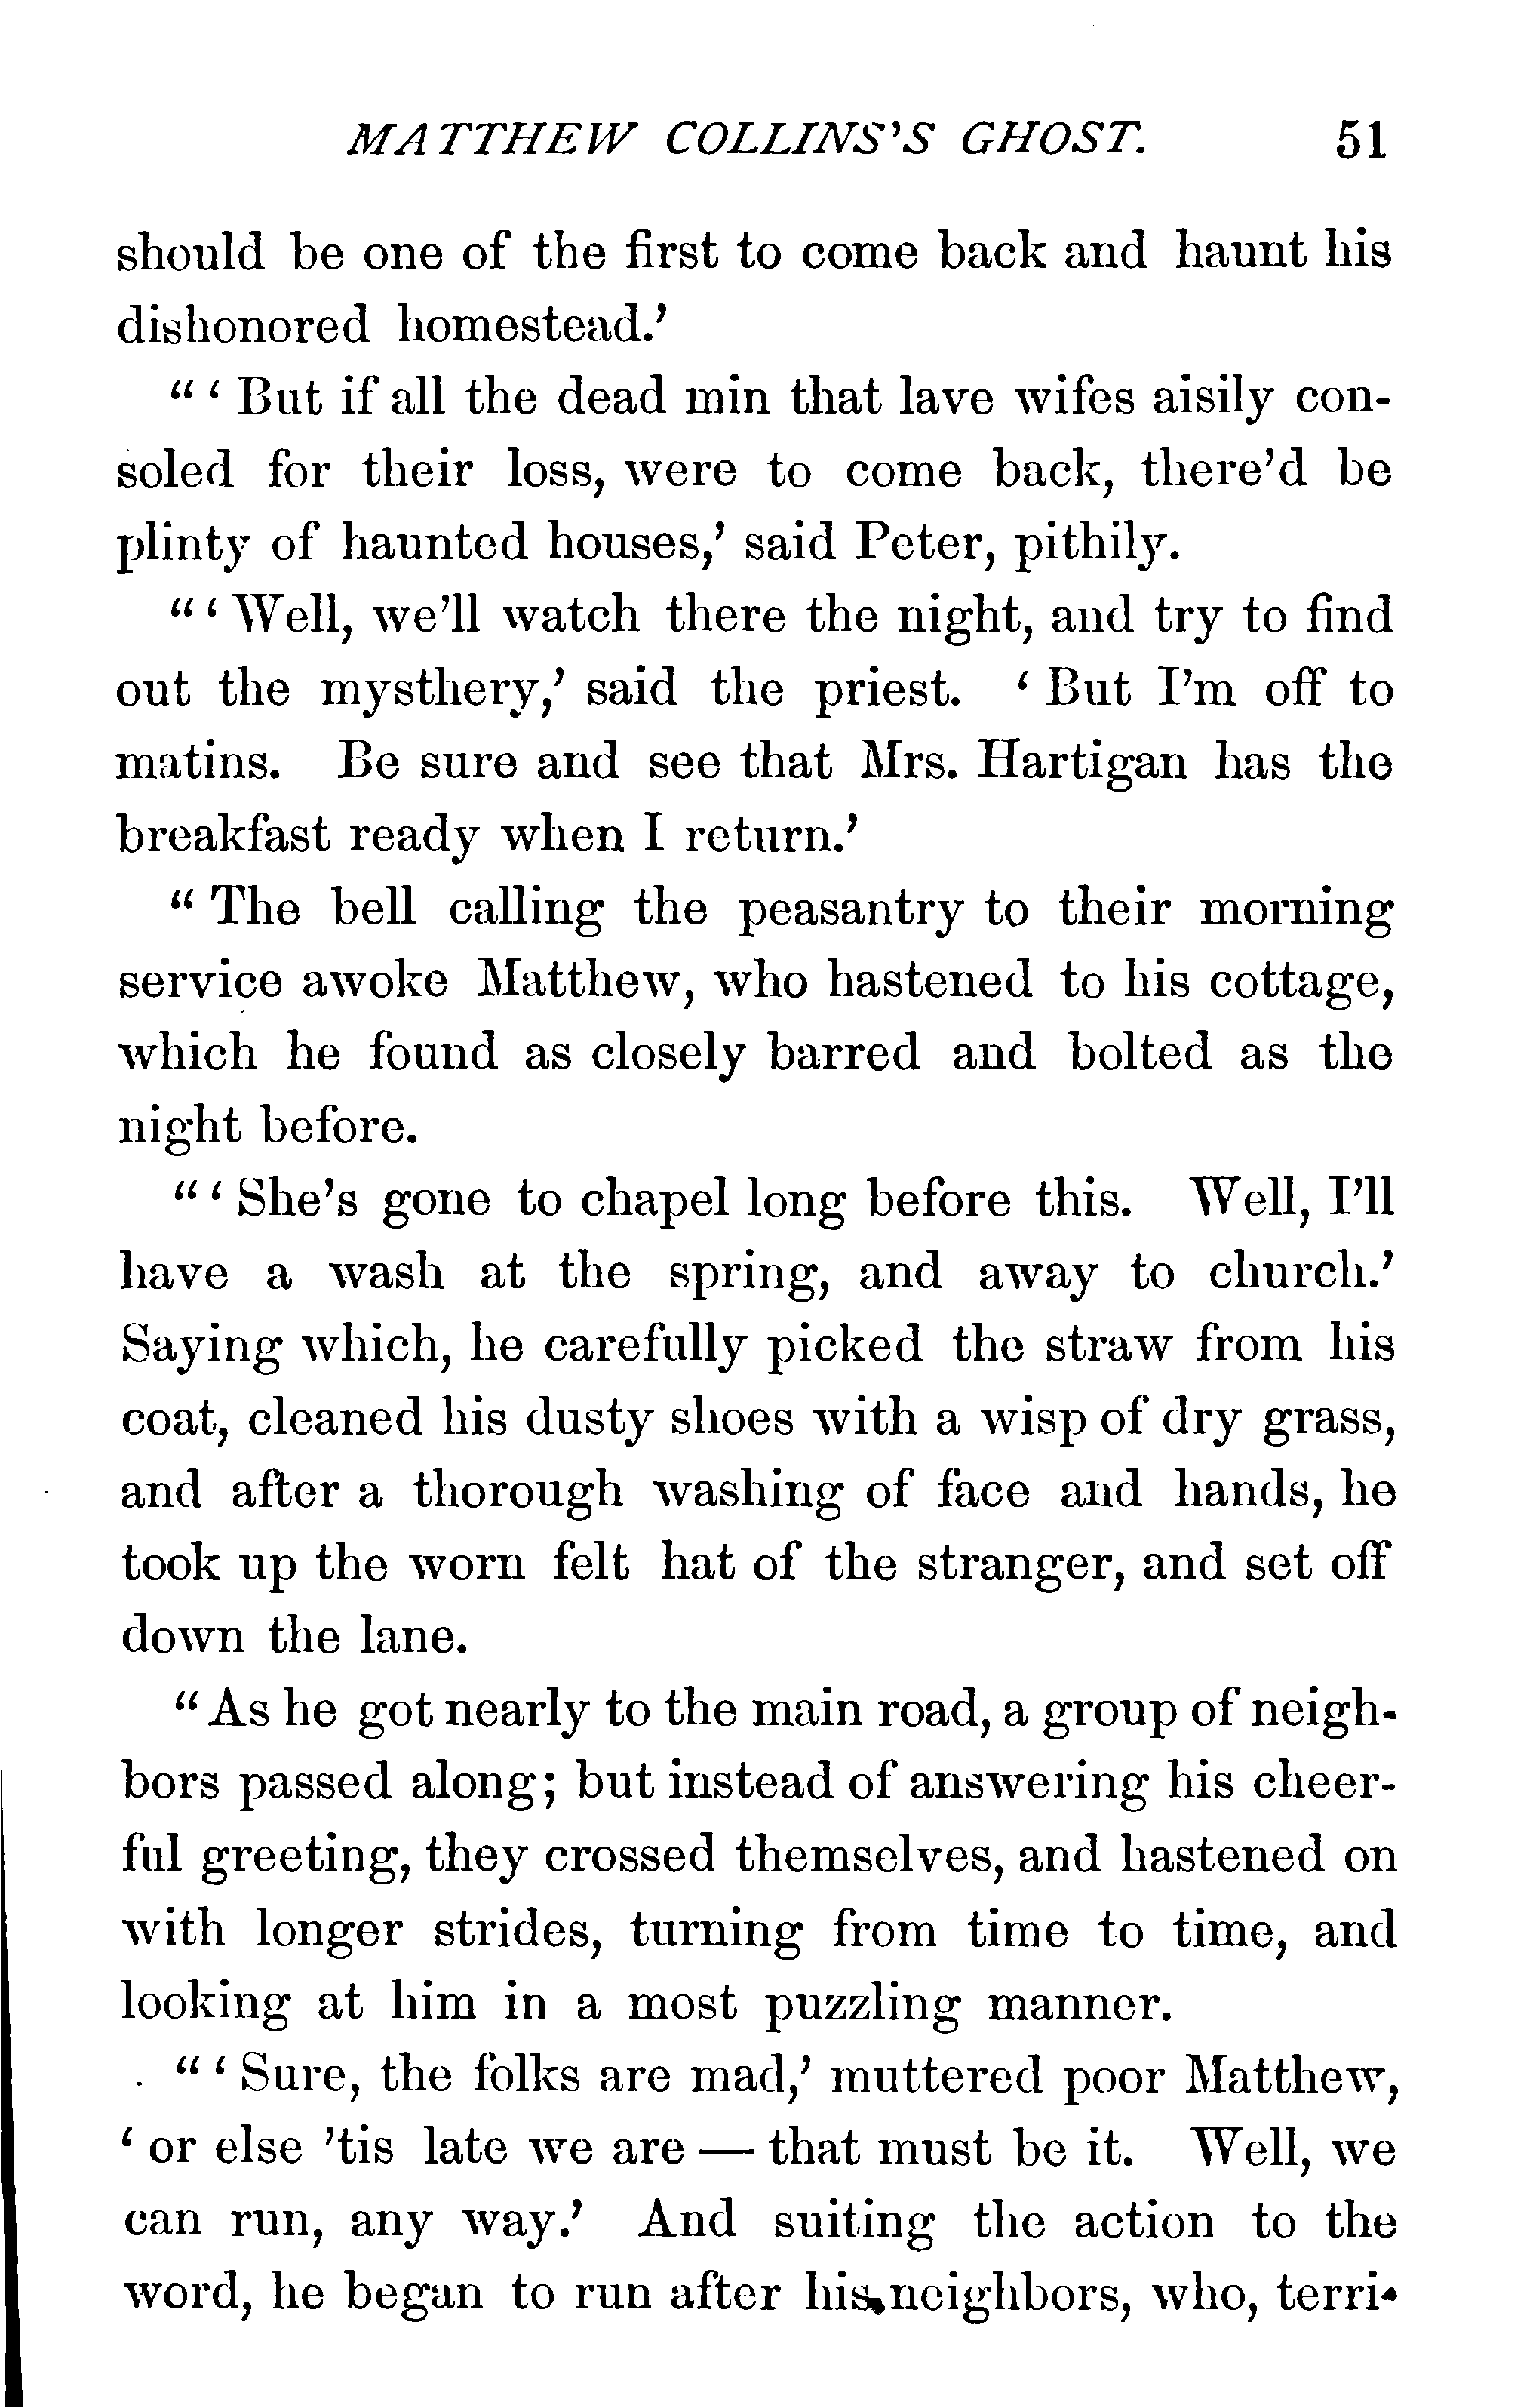 MATTHEW COLLINS'S GHOST. 51
should be one of the first to come back and haunt his
dishonored homestead.'
" ' But if all the dead min that lave wifes aisily con-
soled for their loss, were to come back, there'd be
plinty of haunted houses,' said Peter, pithily.
" ' Well, we'll watch there the night, and try to find
out the mysthery,' said the priest. ' But I'm off to
matins. Be sure and see that Mrs. Hartigan has the
breakfast ready when I return.'
" The bell calling the peasantry to their morning
service awoke Matthew, who hastened to his cottage,
which he found as closely barred and bolted as the
night before.
" ' She's gone to chapel long before this. Well, I'll
have a wash at the spring, and away to church.'
Saying which, he carefully picked the straw from his
coat, cleaned his dusty shoes with a wisp of dry grass,
and after a thorough washing of face and hands, he
took up the worn felt hat of the stranger, and set off
down the lane.
" As he got nearly to the main road, a group of neigh-
bors passed along; but instead of answering his cheer-
ful greeting, they crossed themselves, and hastened on
with longer strides, turning from time to time, and
looking at him in a most puzzling manner.
" ' Sure, the folks are mad,' muttered poor Matthew,
' or else 'tis late we are — that must be it. Well, we
can run, any way.' And suiting the action to the
word, he began to run after his neighbors, who, terri-